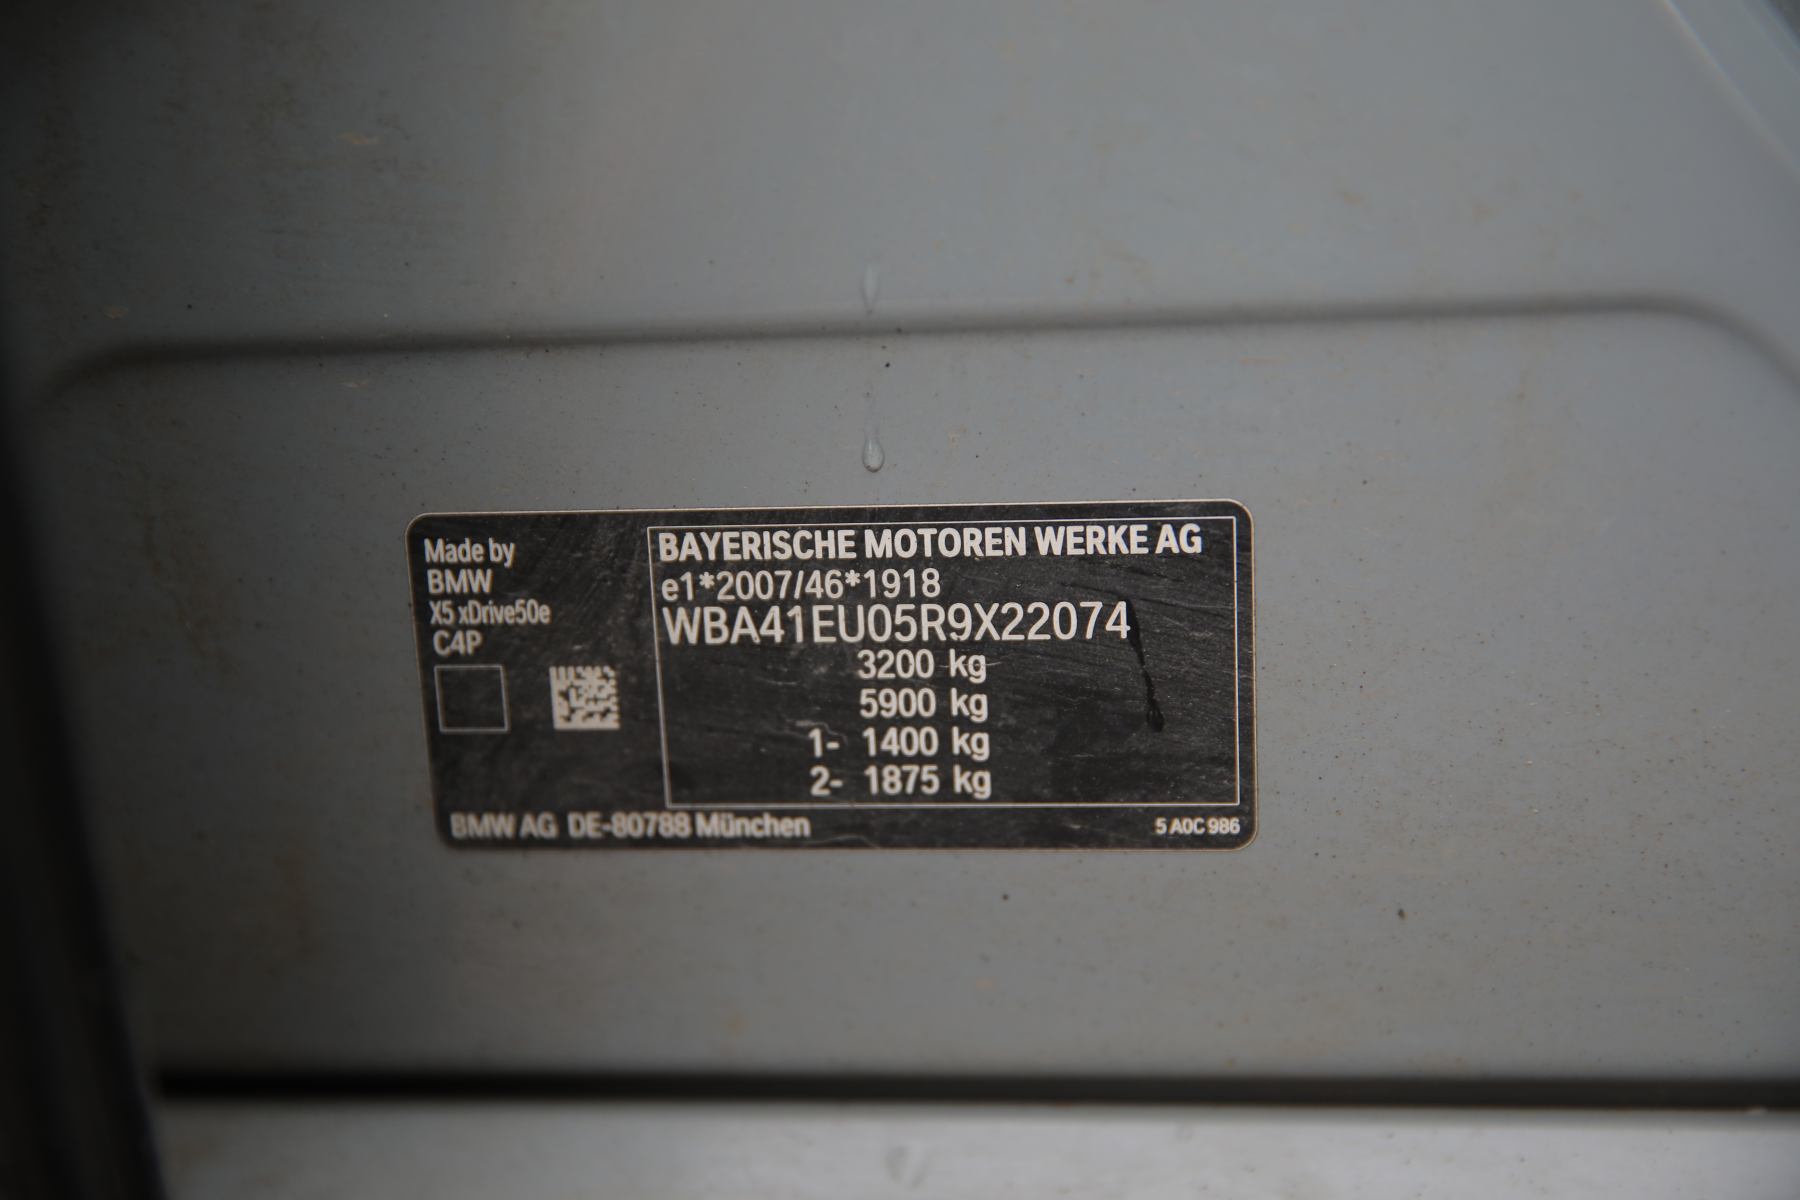 Made by
BMW
X5 xDrive50e
C4P
BAYERISCHE MOTOREN WERKE AG
e1*2007/46*1918
WBA41EU05R9X22074
3200 kg
5900 kg
1- 1400 kg
2- 1875 kg
BMW AG DE-80788 München
5 A0C 986